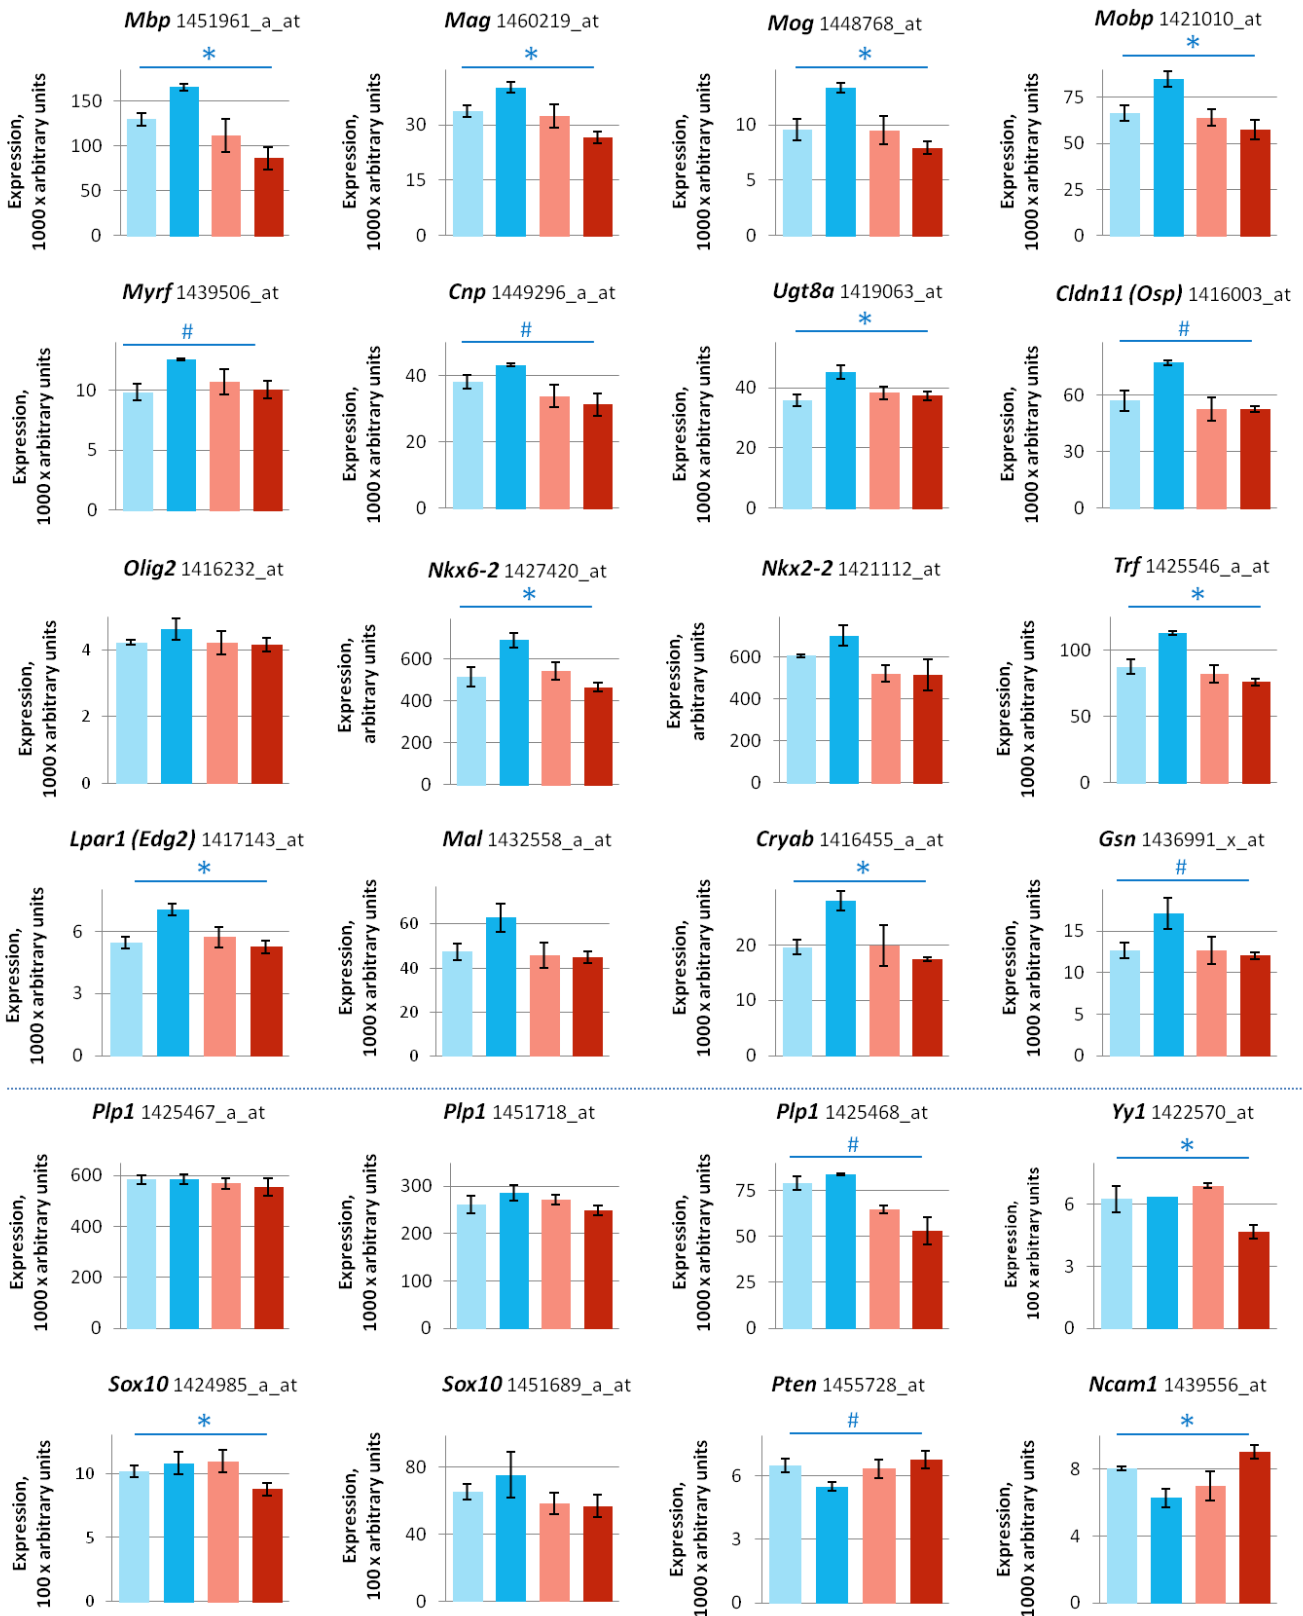 Mbp 1451961_a_at
Mag 1460219_at
Mog 1448768_at
Mobp 1421010_at
*
*
*
*
Expression,
1000 x arbitrary units
150
100
50
0
Expression,
1000 x arbitrary units
30
15
0
Expression,
1000 x arbitrary units
10
5
0
Expression,
1000 x arbitrary units
75
50
25
0
Myrf 1439506_at
Cnp 1449296_a_at
Ugt8a 1419063_at
Cldn11 (Osp) 1416003_at
#
#
*
#
Expression,
1000 x arbitrary units
10
5
0
Expression,
1000 x arbitrary units
40
20
0
Expression,
1000 x arbitrary units
40
20
0
Expression,
1000 x arbitrary units
60
30
0
Olig2 1416232_at
Nkx6-2 1427420_at
Nkx2-2 1421112_at
Trf 1425546_a_at
*
*
Expression,
1000 x arbitrary units
4
2
0
Expression,
arbitrary units
600
400
200
0
Expression,
arbitrary units
600
400
200
0
Expression,
1000 x arbitrary units
100
50
0
Lpar1 (Edg2) 1417143_at
Mal 1432558_a_at
Cryab 1416455_a_at
Gsn 1436991_x_at
*
*
#
Expression,
1000 x arbitrary units
6
3
0
Expression,
1000 x arbitrary units
60
40
20
0
Expression,
1000 x arbitrary units
20
10
0
Expression,
1000 x arbitrary units
15
10
5
0
Plp1 1425467_a_at
Plp1 1451718_at
Plp1 1425468_at
Yy1 1422570_at
#
*
Expression,
1000 x arbitrary units
600
400
200
0
Expression,
1000 x arbitrary units
300
200
100
0
Expression,
1000 x arbitrary units
75
50
25
0
Expression,
100 x arbitrary units
6
3
0
Sox10 1424985_a_at
Sox10 1451689_a_at
Pten 1455728_at
Ncam1 1439556_at
*
#
*
Expression,
100 x arbitrary units
10
5
0
Expression,
100 x arbitrary units
80
40
0
Expression,
1000 x arbitrary units
6
3
0
Expression,
1000 x arbitrary units
8
4
0